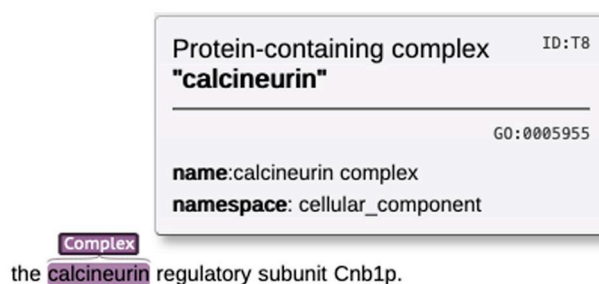 Protein-containing complex ID:T8
"calcineurin"
GO:0005955
name:calcineurin complex
namespace: cellular_component
Complex
the calcineurin regulatory subunit Cnb1p.